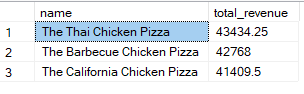 name total_revenue
1 The Thai Chicken Pizza 43434.25
2 The Barbecue Chicken Pizza 42768
3 The California Chicken Pizza 41409.5